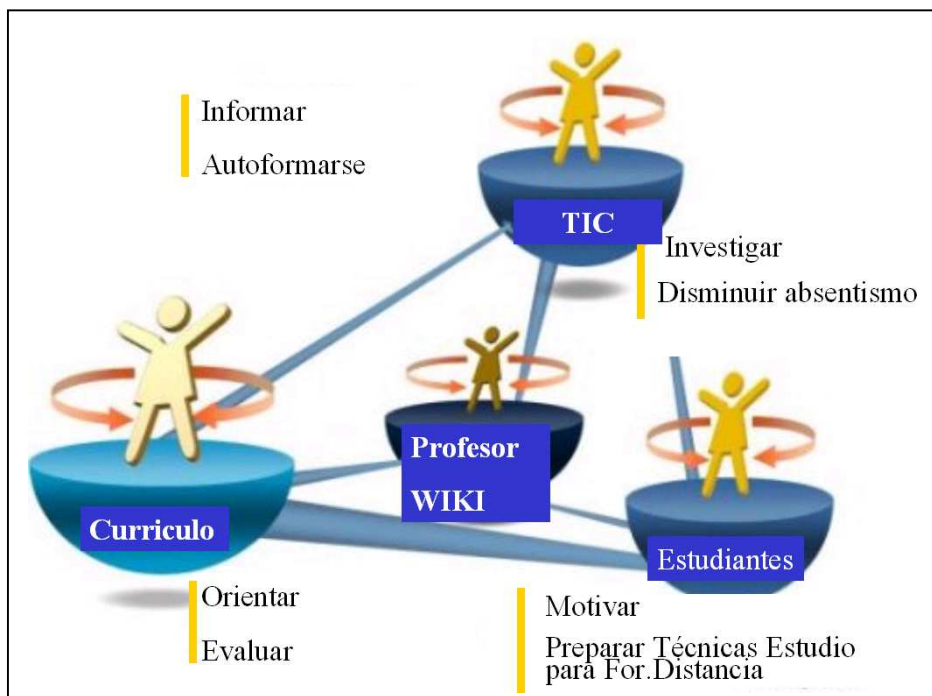 Informar
Autoformarse
TIC
Investigar
Disminuir absentismo
Profesor
WIKI
Curriculo
Estudiantes
Orientar
Evaluar
Motivar
Preparar Técnicas Estudio
para For.Distancia